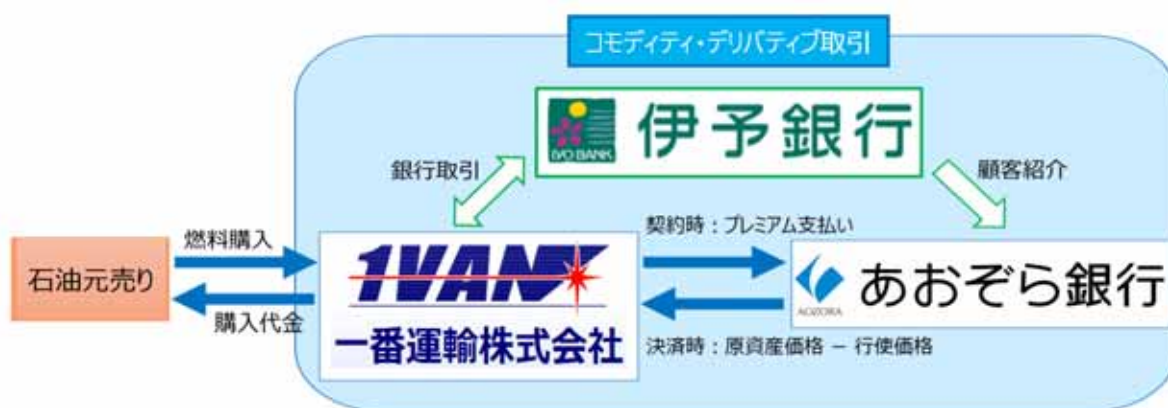 コモディティ・デリバティブ取引
IYO BANK
伊予銀行
銀行取引
顧客紹介
燃料購入
契約時：プレミアム支払い
石油元売り
1VAN
AOZORA
あおぞら銀行
購入代金
一番運輸株式会社
決済時：原資産価格 － 行使価格